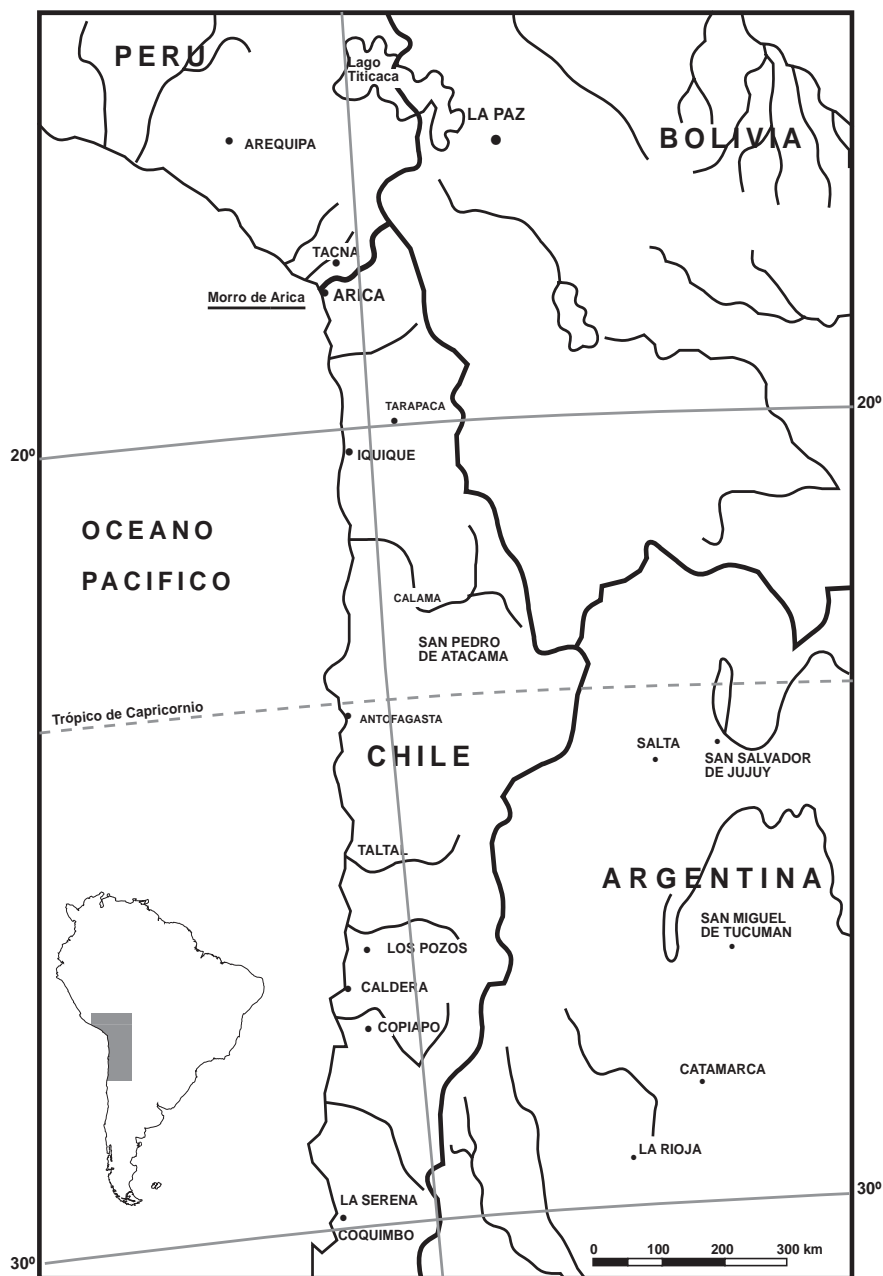 PERU
Lago
Titicaca
LA PAZ
BOLIVIA
AREQUIPA
TACNA
Morro de Arica
ARICA
TARAPACA
20º
20º
IQUIQUE
OCEANO
PACIFICO
CALAMA
SAN PEDRO
DE ATACAMA
Trópico de Capricornio
ANTOFAGASTA
CHILE
SALTA
SAN SALVADOR
DE JUJUY
TALTAL
ARGENTINA
SAN MIGUEL
DE TUCUMAN
LOS POZOS
CALDERA
COPIAPO
CATAMARCA
LA RIOJA
LA SERENA
COQUIMBO
30º
30º
0 100 200 300 km